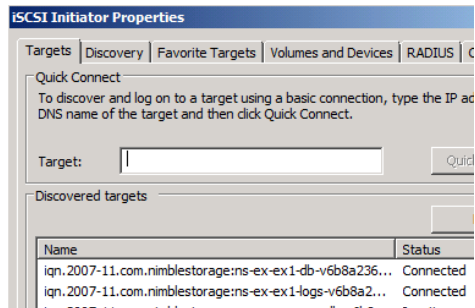 iSCSI Initiator Properties
Targets Discovery Favorite Targets Volumes and Devices RADIUS
Quick Connect
To discover and log on to a target using a basic connection, type the IP
DNS name of the target and then click Quick Connect.
Target:
Discovered targets
Name Status
iqn.2007-11.com.nimblestorage:ns-ex-ex1-db-v6b8a236... Connected
iqn.2007-11.com.nimblestorage:ns-ex-ex1-logs-v6b8a2... Connected